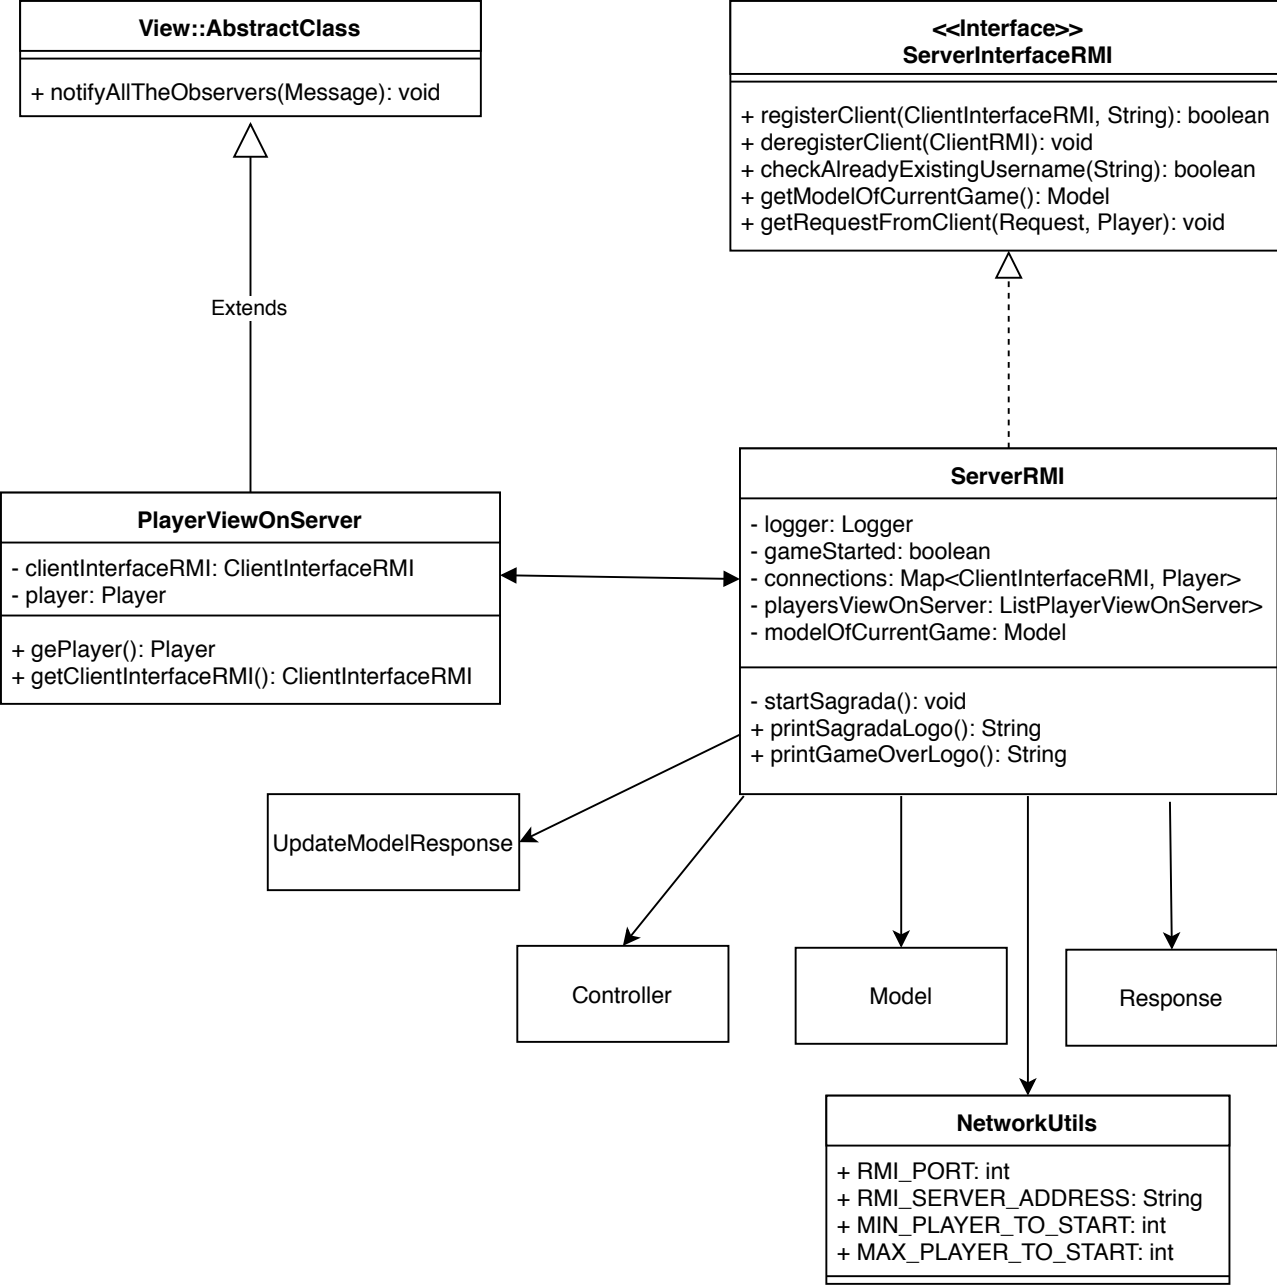 View::AbstractClass
+ notifyAllTheObservers(Message): void
<<Interface>>
ServerInterfaceRMI
+ registerClient(ClientInterfaceRMI, String): boolean
+ deregisterClient(ClientRMI): void
+ checkAlreadyExistingUsername(String): boolean
+ getModelOfCurrentGame(): Model
+ getRequestFromClient(Request, Player): void
Extends
PlayerViewOnServer
- clientInterfaceRMI: ClientInterfaceRMI
- player: Player
+ gePlayer(): Player
+ getClientInterfaceRMI(): ClientInterfaceRMI
ServerRMI
- logger: Logger
- gameStarted: boolean
- connections: Map<ClientInterfaceRMI, Player>
- playersViewOnServer: ListPlayerViewOnServer>
- modelOfCurrentGame: Model
- startSagrada(): void
+ printSagradaLogo(): String
+ printGameOverLogo(): String
UpdateModelResponse
Controller
Model
Response
NetworkUtils
+ RMI_PORT: int
+ RMI_SERVER_ADDRESS: String
+ MIN_PLAYER_TO_START: int
+ MAX_PLAYER_TO_START: int